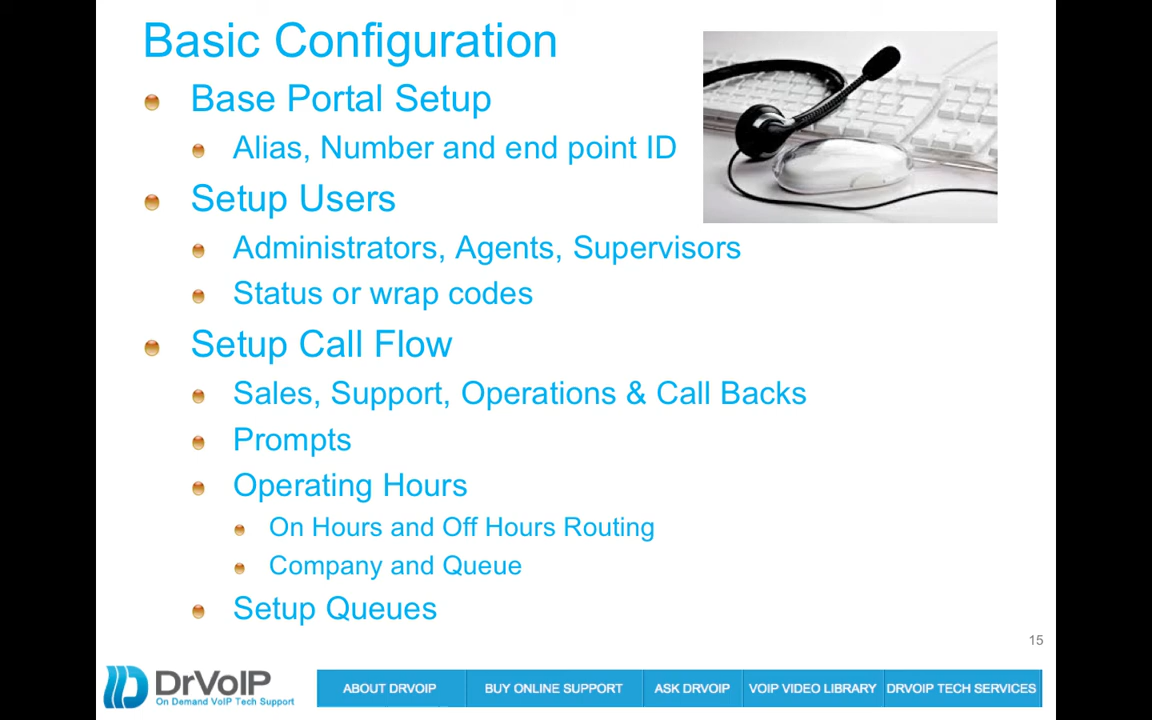 Basic Configuration
Base Portal Setup
Alias, Number and end point ID
Setup Users
Administrators, Agents, Supervisors
Status or wrap codes
Setup Call Flow
Sales, Support, Operations & Call Backs
Prompts
Operating Hours
On Hours and Off Hours Routing
Company and Queue
Setup Queues
15
DrVoIP
On Demand VoIP Tech Support
ABOUT DRVOIP
BUY ONLINE SUPPORT
ASK DRVOIP
VOIP VIDEO LIBRARY
DRVOIP TECH SERVICES